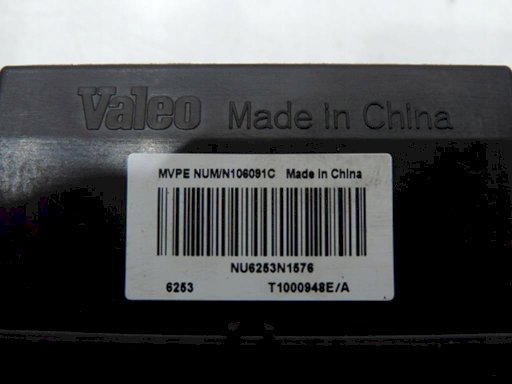 Valeo Made in China
MVPE NUM/N106091C Made in China
NU6253N1576
6253 T1000948E/A